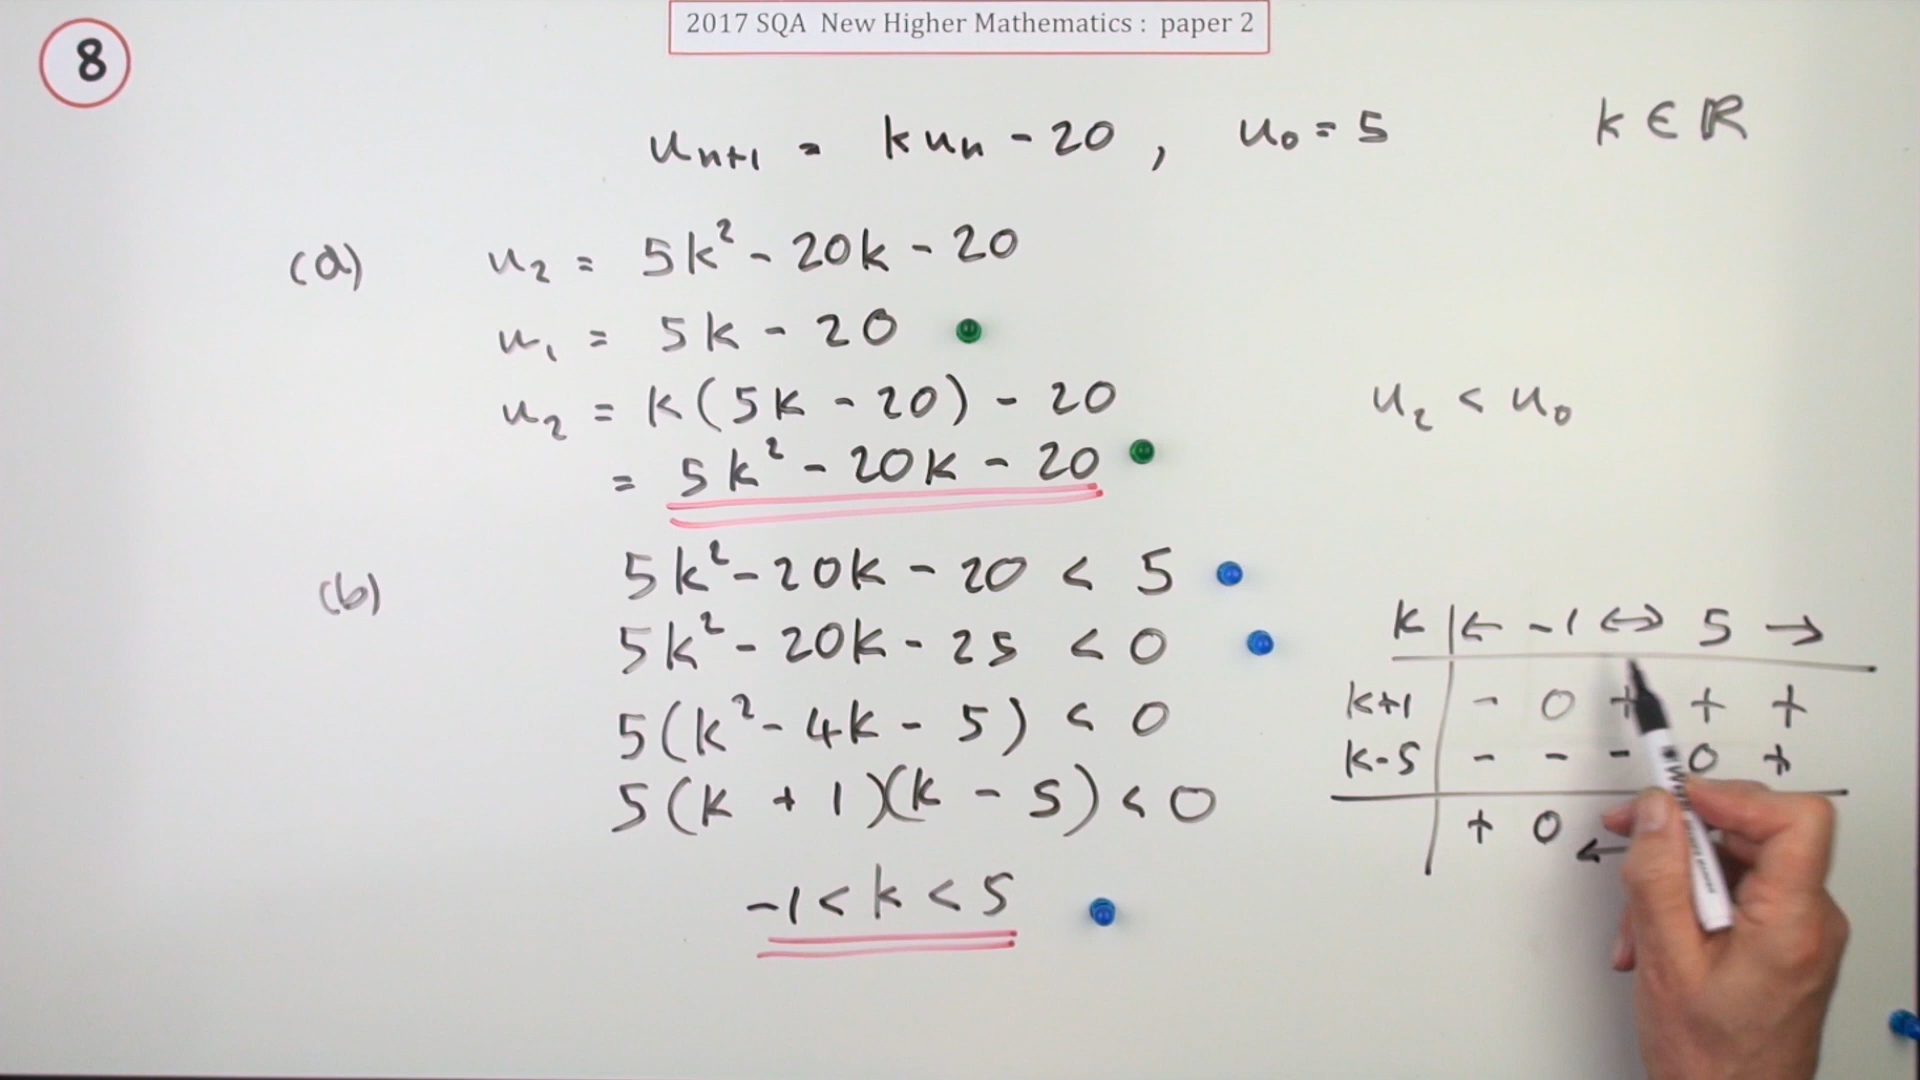 8
2017 SQA New Higher Mathematics : paper 2
uₙ₊₁ = kuₙ - 20 , u₀ = 5 k ∈ ℝ
(a) u₂ = 5k² - 20k - 20
u₁ = 5k - 20
u₂ = k(5k - 20) - 20 u₂ < u₀
= 5k² - 20k - 20
(b) 5k² - 20k - 20 < 5
5k² - 20k - 25 < 0
5(k² - 4k - 5) < 0
5(k + 1)(k - 5) < 0
-1 < k < 5
k | ← -1 ↔ 5 →
k+1 | - 0 + + +
k-5 | - - - 0 +
| + 0 ←